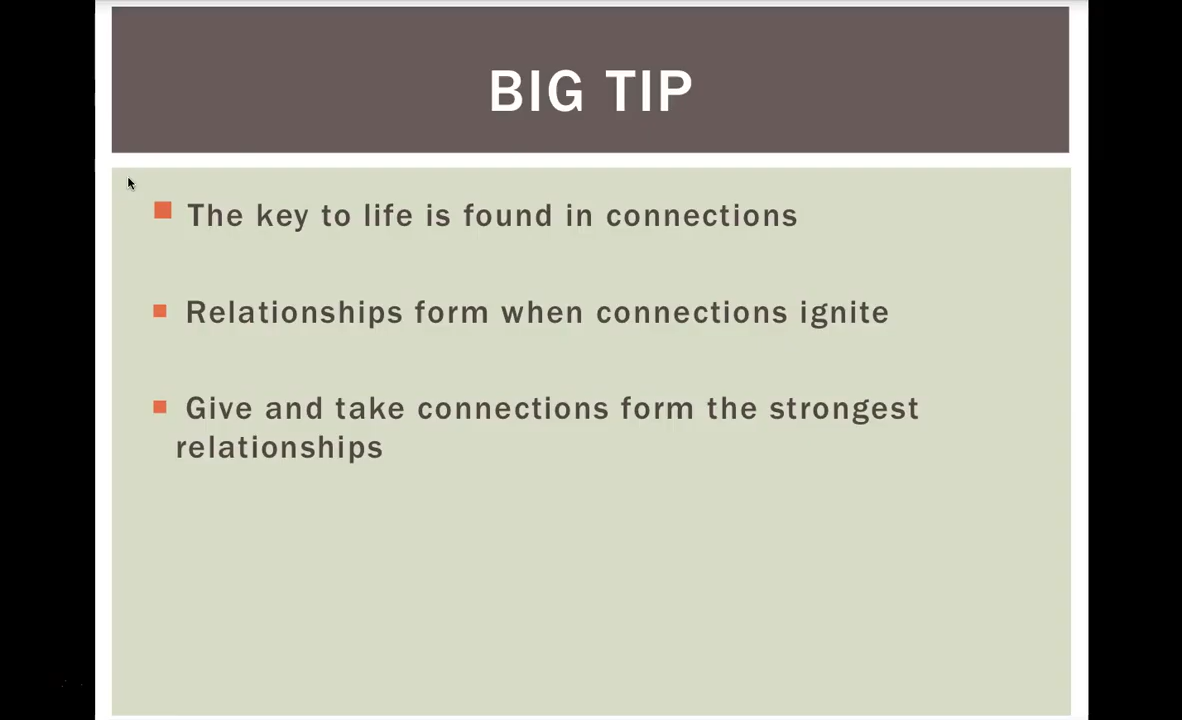 BIG TIP
The key to life is found in connections
Relationships form when connections ignite
Give and take connections form the strongest
relationships